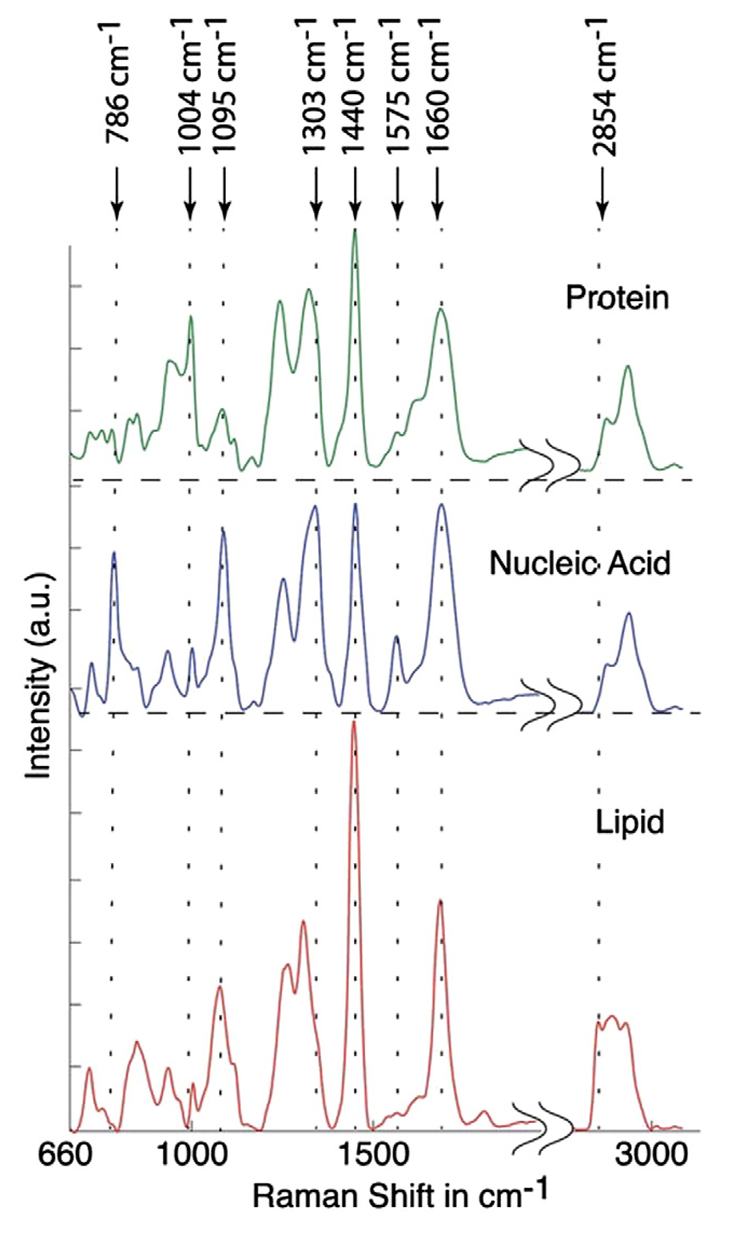 786 cm-1
1004 cm-1
1095 cm-1
1303 cm-1
1440 cm-1
1575 cm-1
1660 cm-1
2854 cm-1
Protein
Nucleic Acid
Lipid
Intensity (a.u.)
660 1000 1500 3000
Raman Shift in cm-1